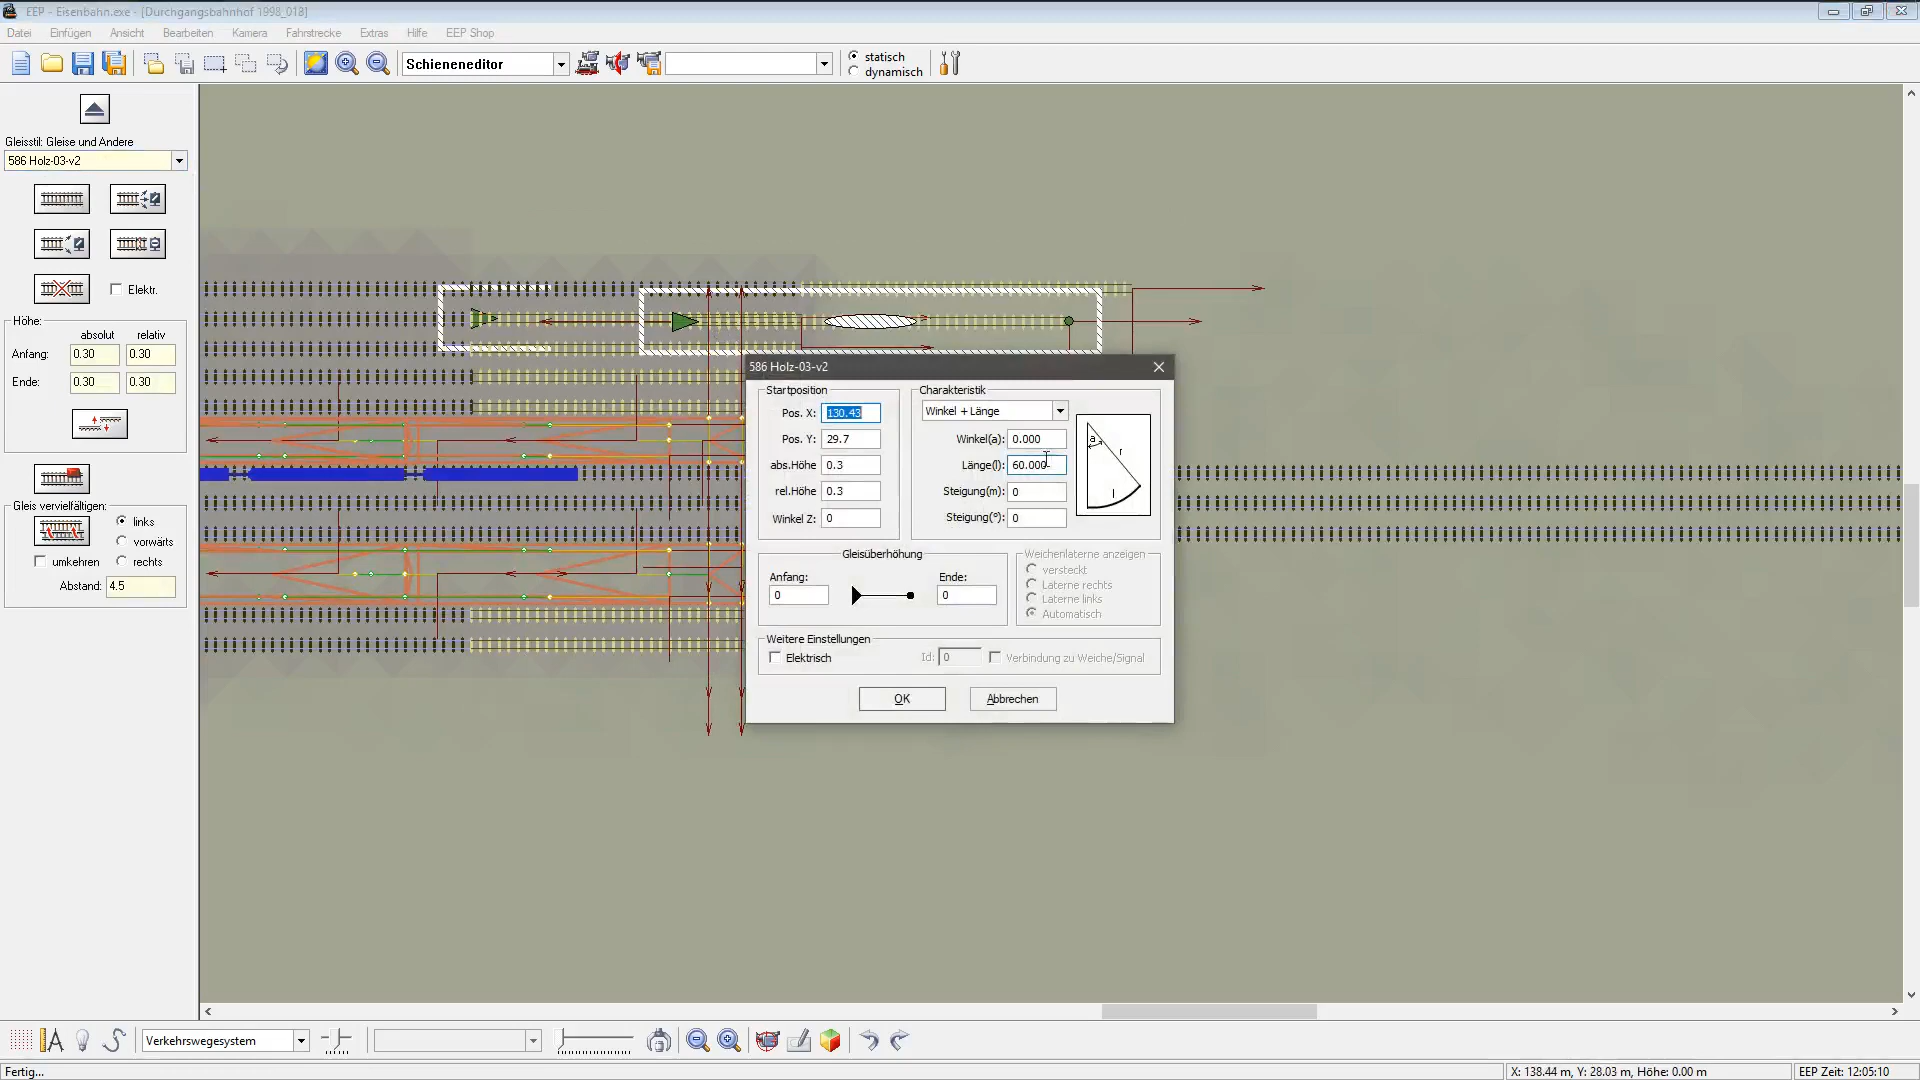 EEP - Eisenbahn.exe - [Durchgangsbahnhof 1998_018]
Datei Einfügen Ansicht Bearbeiten Kamera Fahrstrecke Extras Hilfe EEP Shop
Schieneneditor
statisch
dynamisch
Gleisstil: Gleise und Andere
586 Holz-03-v2
Elektr.
Höhe:
absolut relativ
Anfang: 0.30 0.30
Ende: 0.30 0.30
Gleis vervielfältigen:
links
vorwärts
umkehren rechts
Abstand: 4.5
586 Holz-03-v2
Startposition
Pos. X: 130.43
Pos. Y: 29.7
abs.Höhe 0.3
rel.Höhe 0.3
Winkel Z: 0
Charakteristik
Winkel + Länge
Winkel(a): 0.000
Länge(l): 60.000
Steigung(m): 0
Steigung(°): 0
a
r
l
Gleisüberhöhung
Anfang: Ende:
0 0
Weichenlaterne anzeigen
versteckt
Laterne rechts
Laterne links
Automatisch
Weitere Einstellungen
Elektrisch Id: 0 Verbindung zu Weiche/Signal
OK Abbrechen
Verkehrswegesystem
Fertig...
X: 138.44 m, Y: 28.03 m, Höhe: 0.00 m
EEP Zeit: 12:05:10